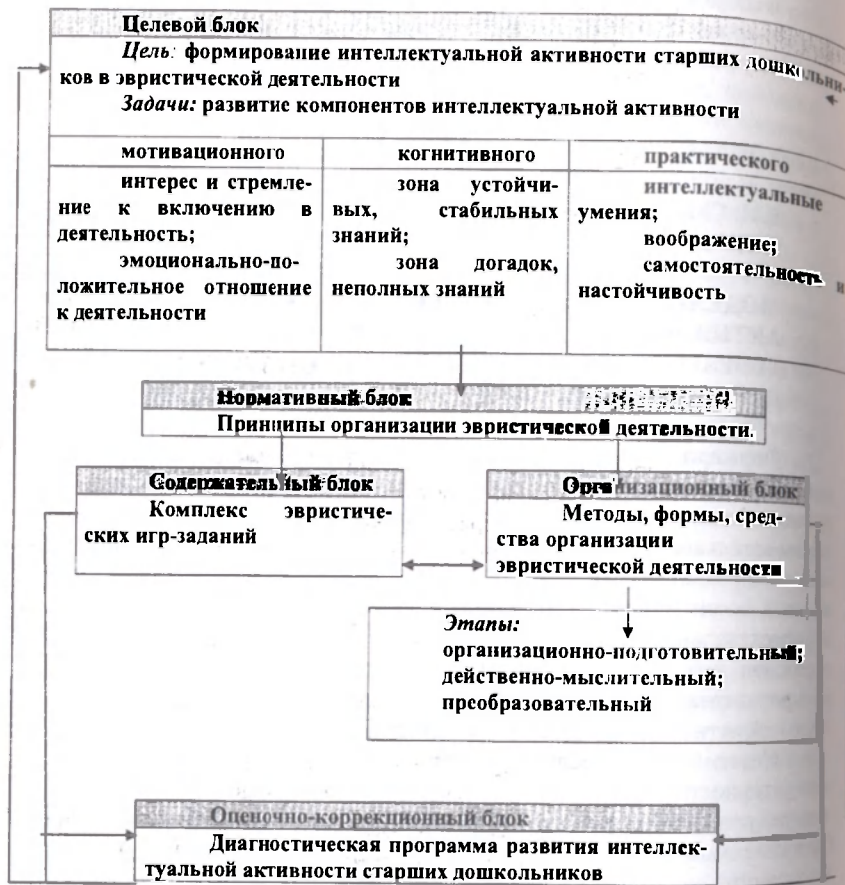 Целевой блок
Цель: формирование интеллектуальной активности старших дошкольни-
ков в эвристической деятельности
Задачи: развитие компонентов интеллектуальной активности
мотивационного
интерес и стремле-
ние к включению в
деятельность;
эмоционально-по-
ложительное отношение
к деятельности
когнитивного
зона устойчи-
вых, стабильных
знаний;
зона догадок,
неполных знаний
практического
интеллектуальные
умения;
воображение;
самостоятельность и
настойчивость
Нормативный блок
Принципы организации эвристической деятельности.
Содержательный блок
Комплекс эвристиче-
ских игр-заданий
Организационный блок
Методы, формы, сред-
ства организации
эвристической деятельности
Этапы:
организационно-подготовительный;
действенно-мыслительный;
преобразовательный
Оценочно-коррекционный блок
Диагностическая программа развития интеллек-
туальной активности старших дошкольников